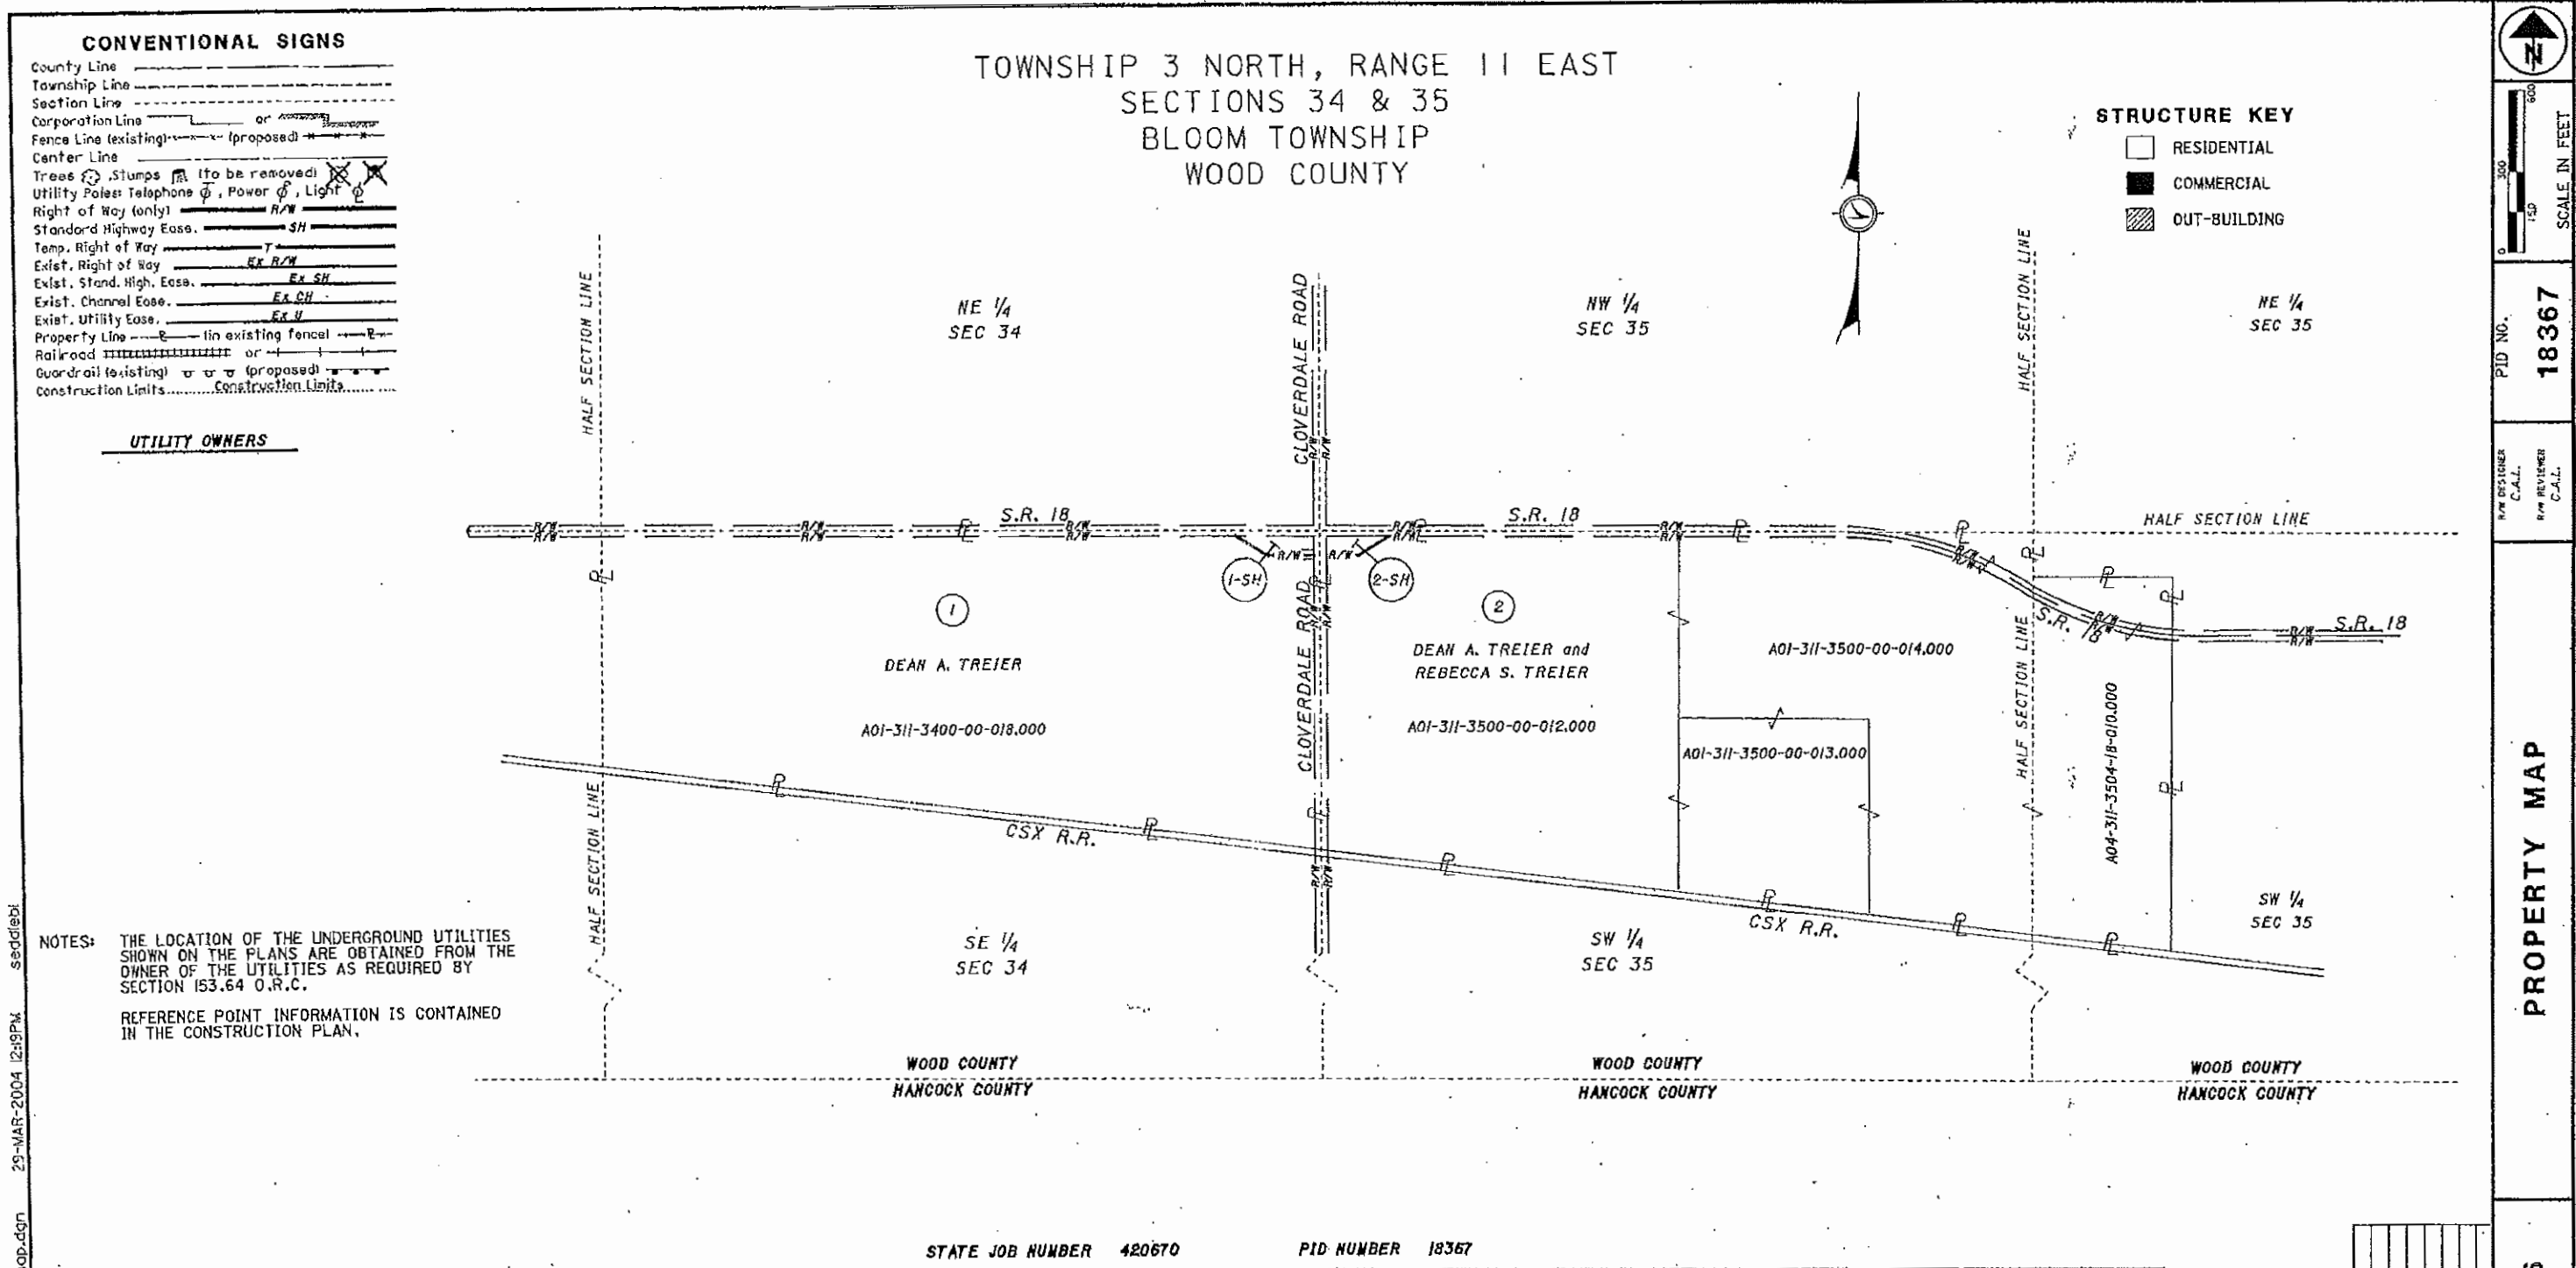 CONVENTIONAL SIGNS
County Line
Township Line
Section Line
Corporation Line or
Fence Line (existing) (proposed)
Center Line
Trees , Stumps (to be removed)
Utility Poles: Telephone , Power , Light
Right of Way (only) R/W
Standard Highway Ease. SH
Temp. Right of Way T
Exist. Right of Way Ex R/W
Exist. Stand. High. Ease. Ex SH
Exist. Channel Ease. Ex CH
Exist. Utility Ease. Ex U
Property Line PL (in existing fence) PL
Railroad or
Guardrail (existing) (proposed)
Construction Limits Construction Limits
UTILITY OWNERS
TOWNSHIP 3 NORTH, RANGE 11 EAST
SECTIONS 34 & 35
BLOOM TOWNSHIP
WOOD COUNTY
STRUCTURE KEY
RESIDENTIAL
COMMERCIAL
OUT-BUILDING
N
0 150 300 600
SCALE IN FEET
PID NO.
18367
R/W DESIGNER
C.A.L.
R/W REVIEWER
C.A.L.
PROPERTY MAP
HALF SECTION LINE
NE 1/4
SEC 34
CLOVERDALE ROAD
NW 1/4
SEC 35
HALF SECTION LINE
NE 1/4
SEC 35
S.R. 18
S.R. 18
HALF SECTION LINE
R/W
R/W
1-SH
2-SH
1
2
DEAN A. TREIER
A01-311-3400-00-018.000
CLOVERDALE ROAD
DEAN A. TREIER and
REBECCA S. TREIER
A01-311-3500-00-012.000
A01-311-3500-00-014.000
A01-311-3500-00-013.000
HALF SECTION LINE
S.R. 18
S.R. 18
A04-311-3504-18-010.000
CSX R.R.
CSX R.R.
HALF SECTION LINE
SE 1/4
SEC 34
SW 1/4
SEC 35
SW 1/4
SEC 35
NOTES: THE LOCATION OF THE UNDERGROUND UTILITIES
SHOWN ON THE PLANS ARE OBTAINED FROM THE
OWNER OF THE UTILITIES AS REQUIRED BY
SECTION 153.64 O.R.C.
REFERENCE POINT INFORMATION IS CONTAINED
IN THE CONSTRUCTION PLAN.
WOOD COUNTY
HANCOCK COUNTY
WOOD COUNTY
HANCOCK COUNTY
WOOD COUNTY
HANCOCK COUNTY
STATE JOB NUMBER 420670
PID NUMBER 18367
29-MAR-2004 12:19PM seddlebl